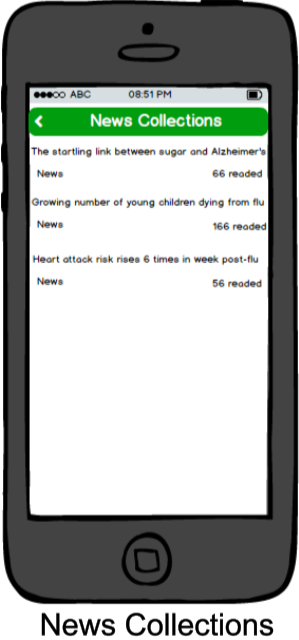 ABC 08:51 PM
News Collections
The startling link between sugar and Alzheimer's
News 66 readed
Growing number of young children dying from flu
News 166 readed
Heart attack risk rises 6 times in week post-flu
News 56 readed
News Collections